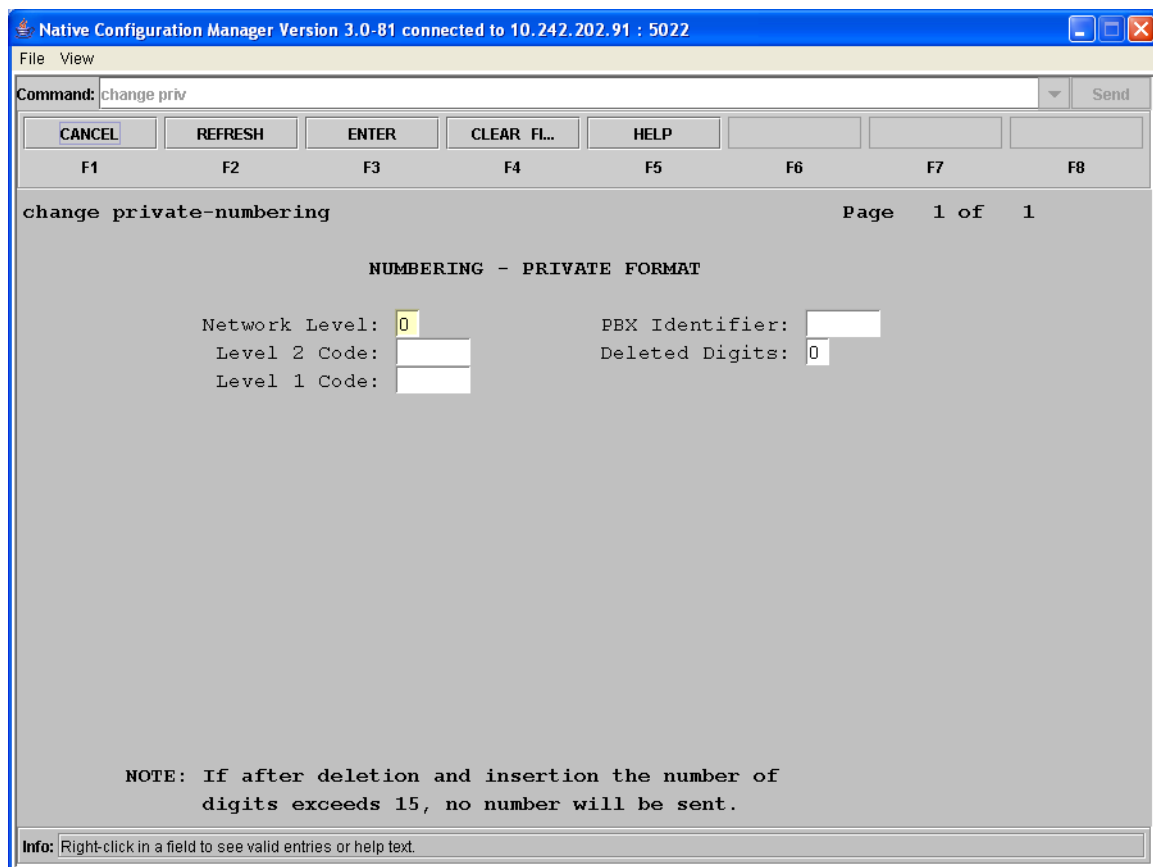 Native Configuration Manager Version 3.0-81 connected to 10.242.202.91 : 5022
File View
Command: change priv Send
CANCEL REFRESH ENTER CLEAR FI... HELP
F1 F2 F3 F4 F5 F6 F7 F8
change private-numbering Page 1 of 1
NUMBERING - PRIVATE FORMAT
Network Level: 0 PBX Identifier:
Level 2 Code: Deleted Digits: 0
Level 1 Code:
NOTE: If after deletion and insertion the number of
digits exceeds 15, no number will be sent.
Info: Right-click in a field to see valid entries or help text.